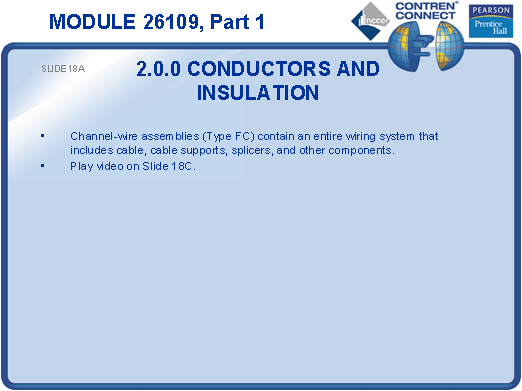 MODULE 26109, Part 1
nccer
CONTREN®
CONNECT
PEARSON
Prentice
Hall
SLIDE 18A
2.0.0 CONDUCTORS AND
INSULATION
• Channel-wire assemblies (Type FC) contain an entire wiring system that
includes cable, cable supports, splicers, and other components.
• Play video on Slide 18C.